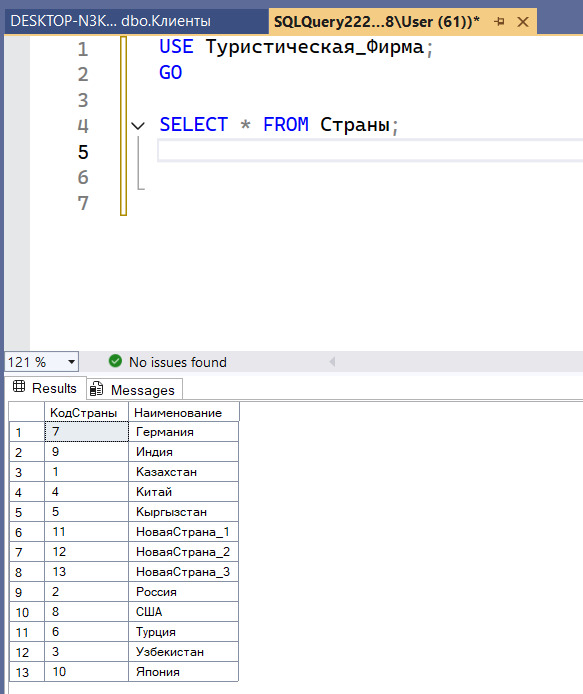 DESKTOP-N3K... dbo.Клиенты SQLQuery222...8\User (61))*
1 USE Туристическая_Фирма;
2 GO
3
4 SELECT * FROM Страны;
5
6
7
121 % No issues found
Results Messages
КодСтраны Наименование
1 7 Германия
2 9 Индия
3 1 Казахстан
4 4 Китай
5 5 Кыргызстан
6 11 НоваяСтрана_1
7 12 НоваяСтрана_2
8 13 НоваяСтрана_3
9 2 Россия
10 8 США
11 6 Турция
12 3 Узбекистан
13 10 Япония